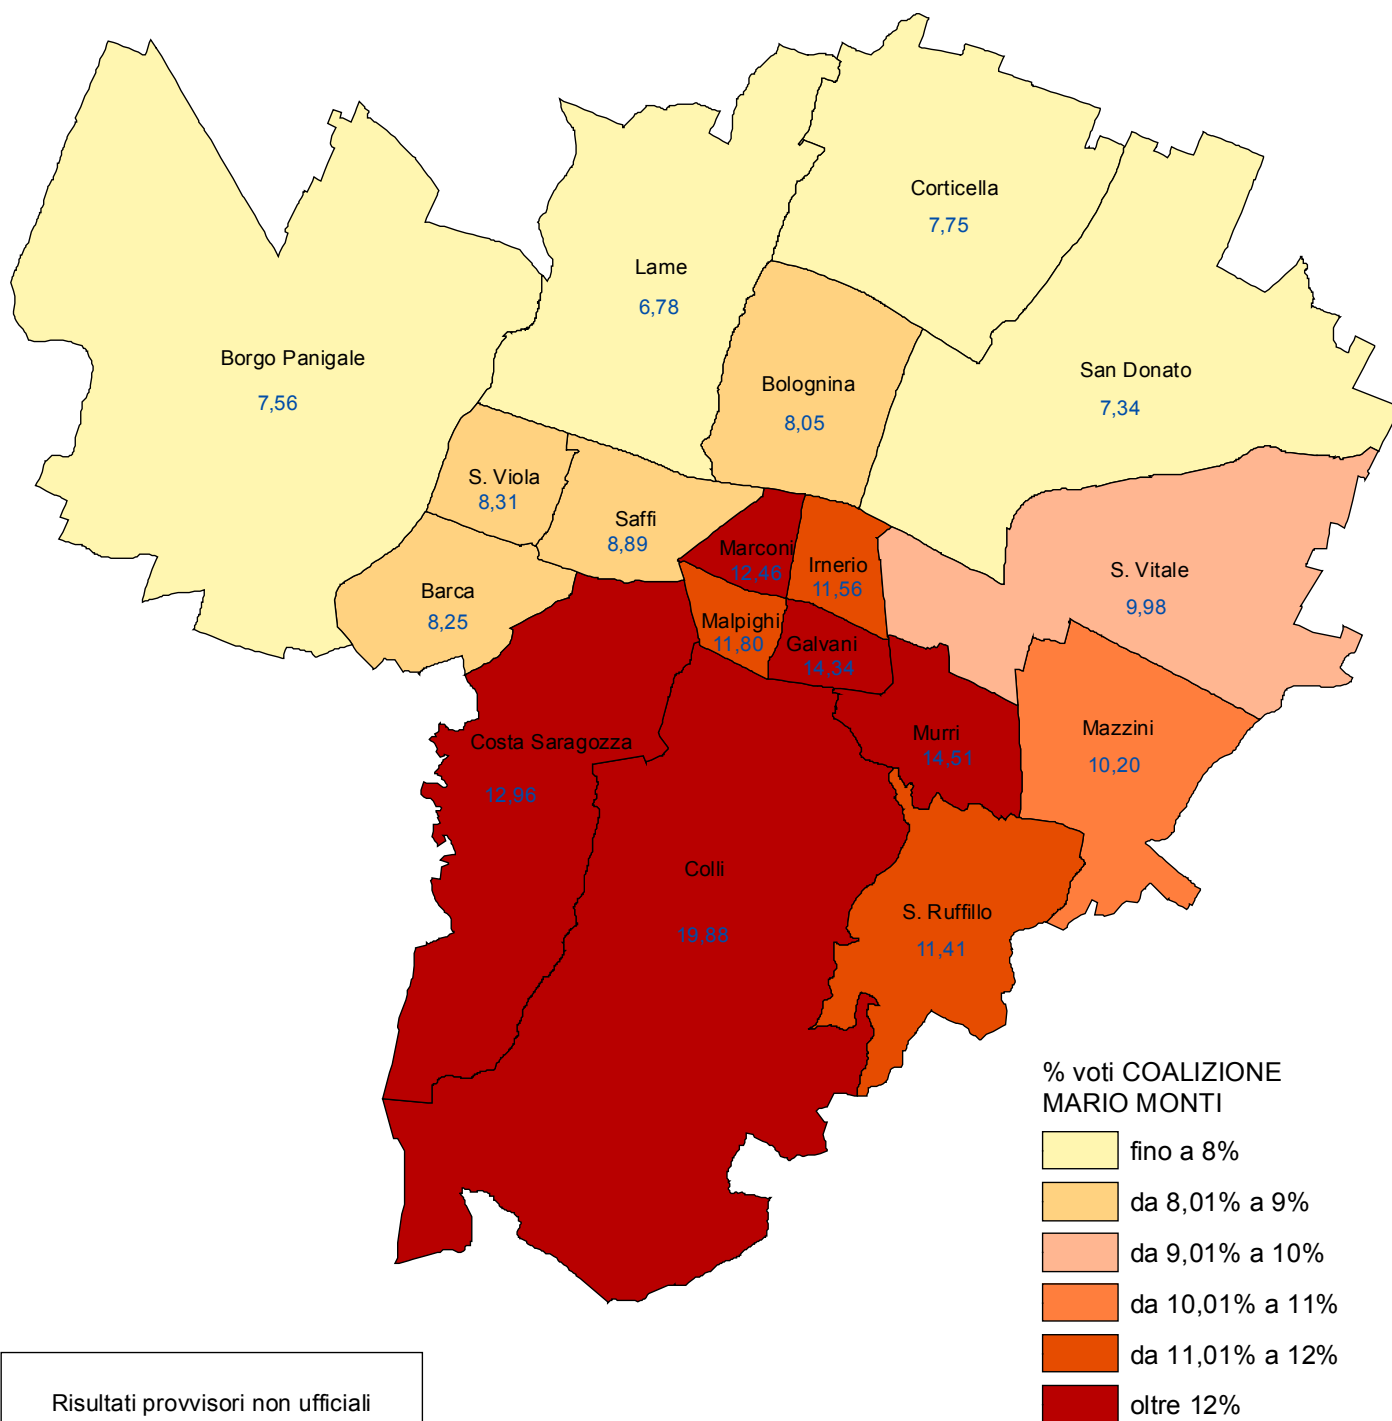 Corticella
7,75
Lame
6,78
Borgo Panigale
7,56
Bolognina
8,05
San Donato
7,34
S. Viola
8,31
Saffi
8,89
Marconi
12,46
Irnerio
11,56
S. Vitale
9,98
Barca
8,25
Malpighi
11,80
Galvani
14,34
Murri
14,51
Mazzini
10,20
Costa Saragozza
12,96
Colli
19,88
S. Ruffillo
11,41
% voti COALIZIONE
MARIO MONTI
fino a 8%
da 8,01% a 9%
da 9,01% a 10%
da 10,01% a 11%
da 11,01% a 12%
oltre 12%
Risultati provvisori non ufficiali